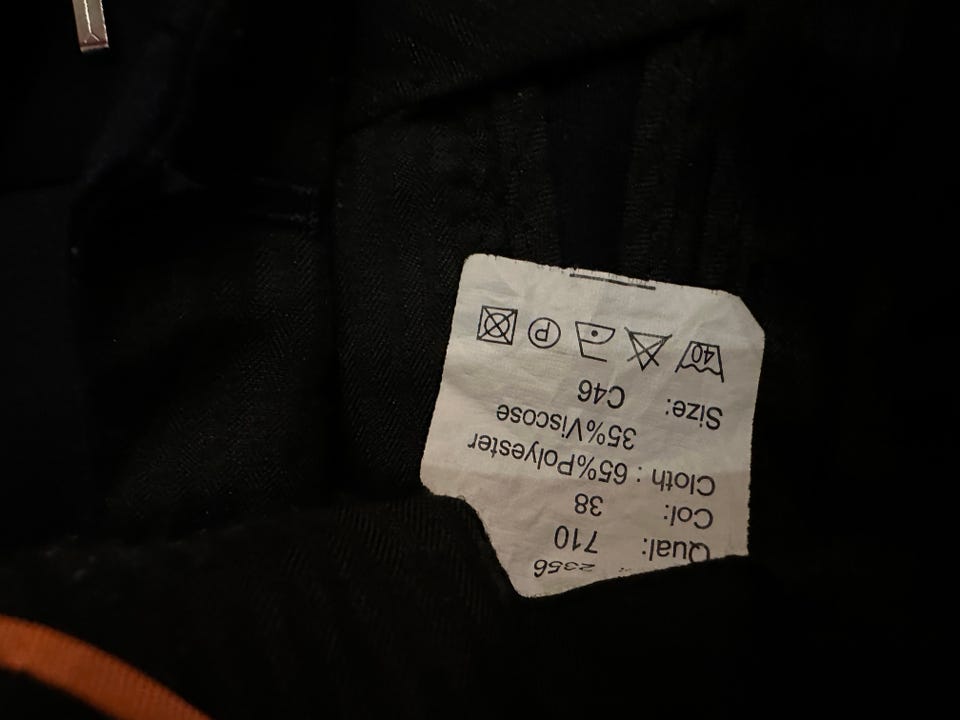 2356
Qual: 710
Col: 38
Cloth : 65%Polyester
35%Viscose
Size: C46
40 P